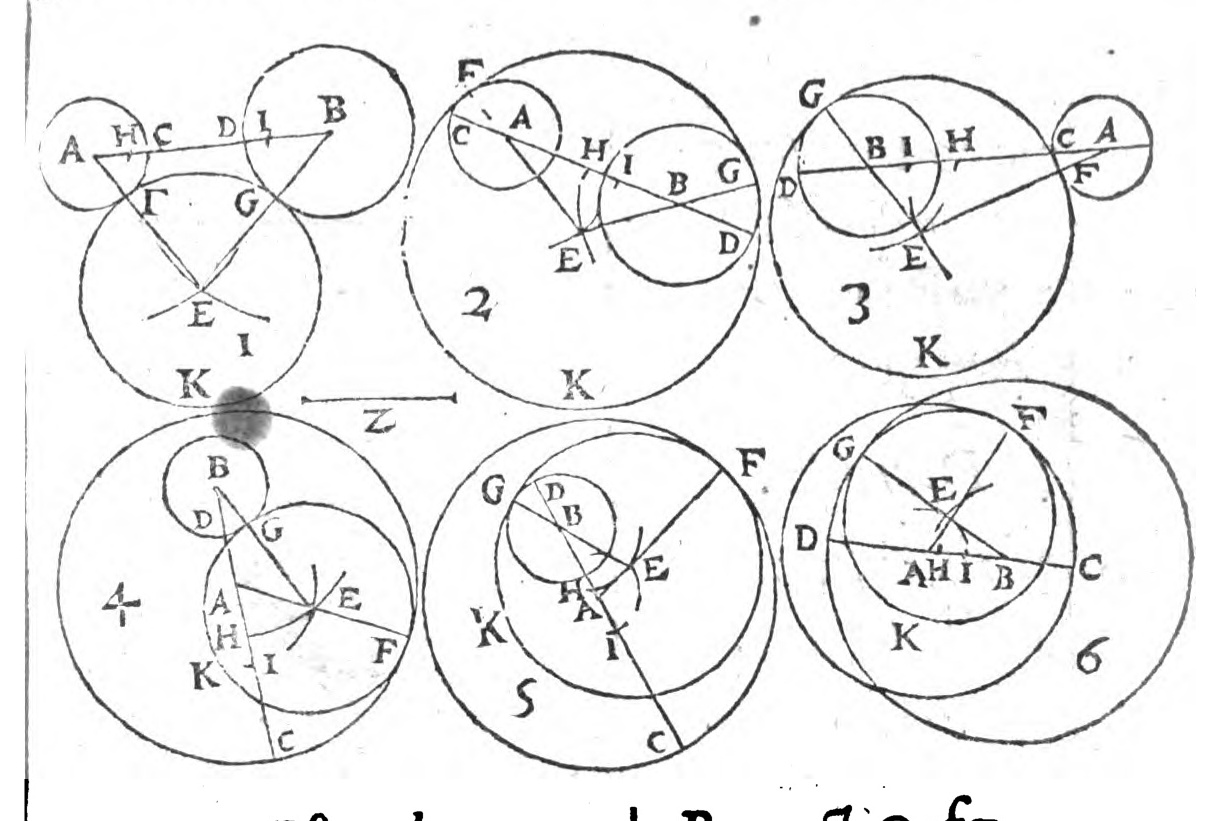 A H C D I B
Γ G
E
I
K
F
C A H I B G
D
E
2
K
G
D B I H C A
F
E
3
K
Z
B
D G
A E
H I F
K
C
4
G D B F
E
H A
K I
5
C
F
G
E
D A H I B C
K
6